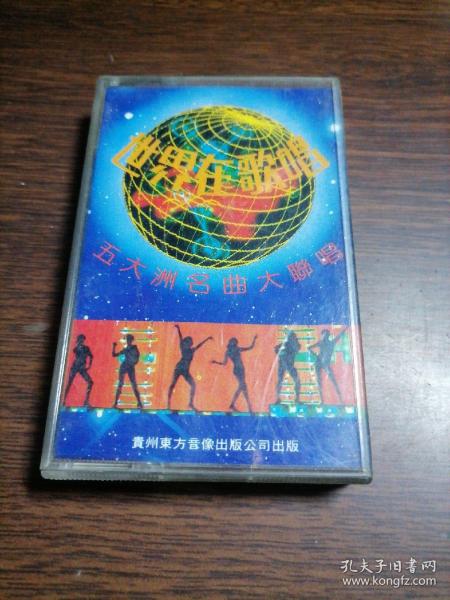 世界在歌唱
五大洲名曲大聯唱
貴州東方音像出版公司出版
孔夫子旧书网
www.kongfz.com